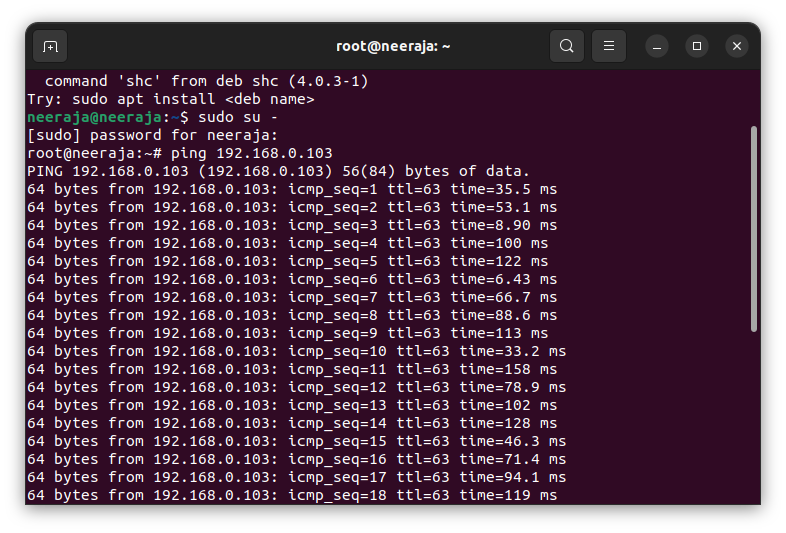 root@neeraja: ~
command 'shc' from deb shc (4.0.3-1)
Try: sudo apt install <deb name>
neeraja@neeraja:~$ sudo su -
[sudo] password for neeraja:
root@neeraja:~# ping 192.168.0.103
PING 192.168.0.103 (192.168.0.103) 56(84) bytes of data.
64 bytes from 192.168.0.103: icmp_seq=1 ttl=63 time=35.5 ms
64 bytes from 192.168.0.103: icmp_seq=2 ttl=63 time=53.1 ms
64 bytes from 192.168.0.103: icmp_seq=3 ttl=63 time=8.90 ms
64 bytes from 192.168.0.103: icmp_seq=4 ttl=63 time=100 ms
64 bytes from 192.168.0.103: icmp_seq=5 ttl=63 time=122 ms
64 bytes from 192.168.0.103: icmp_seq=6 ttl=63 time=6.43 ms
64 bytes from 192.168.0.103: icmp_seq=7 ttl=63 time=66.7 ms
64 bytes from 192.168.0.103: icmp_seq=8 ttl=63 time=88.6 ms
64 bytes from 192.168.0.103: icmp_seq=9 ttl=63 time=113 ms
64 bytes from 192.168.0.103: icmp_seq=10 ttl=63 time=33.2 ms
64 bytes from 192.168.0.103: icmp_seq=11 ttl=63 time=158 ms
64 bytes from 192.168.0.103: icmp_seq=12 ttl=63 time=78.9 ms
64 bytes from 192.168.0.103: icmp_seq=13 ttl=63 time=102 ms
64 bytes from 192.168.0.103: icmp_seq=14 ttl=63 time=128 ms
64 bytes from 192.168.0.103: icmp_seq=15 ttl=63 time=46.3 ms
64 bytes from 192.168.0.103: icmp_seq=16 ttl=63 time=71.4 ms
64 bytes from 192.168.0.103: icmp_seq=17 ttl=63 time=94.1 ms
64 bytes from 192.168.0.103: icmp_seq=18 ttl=63 time=119 ms